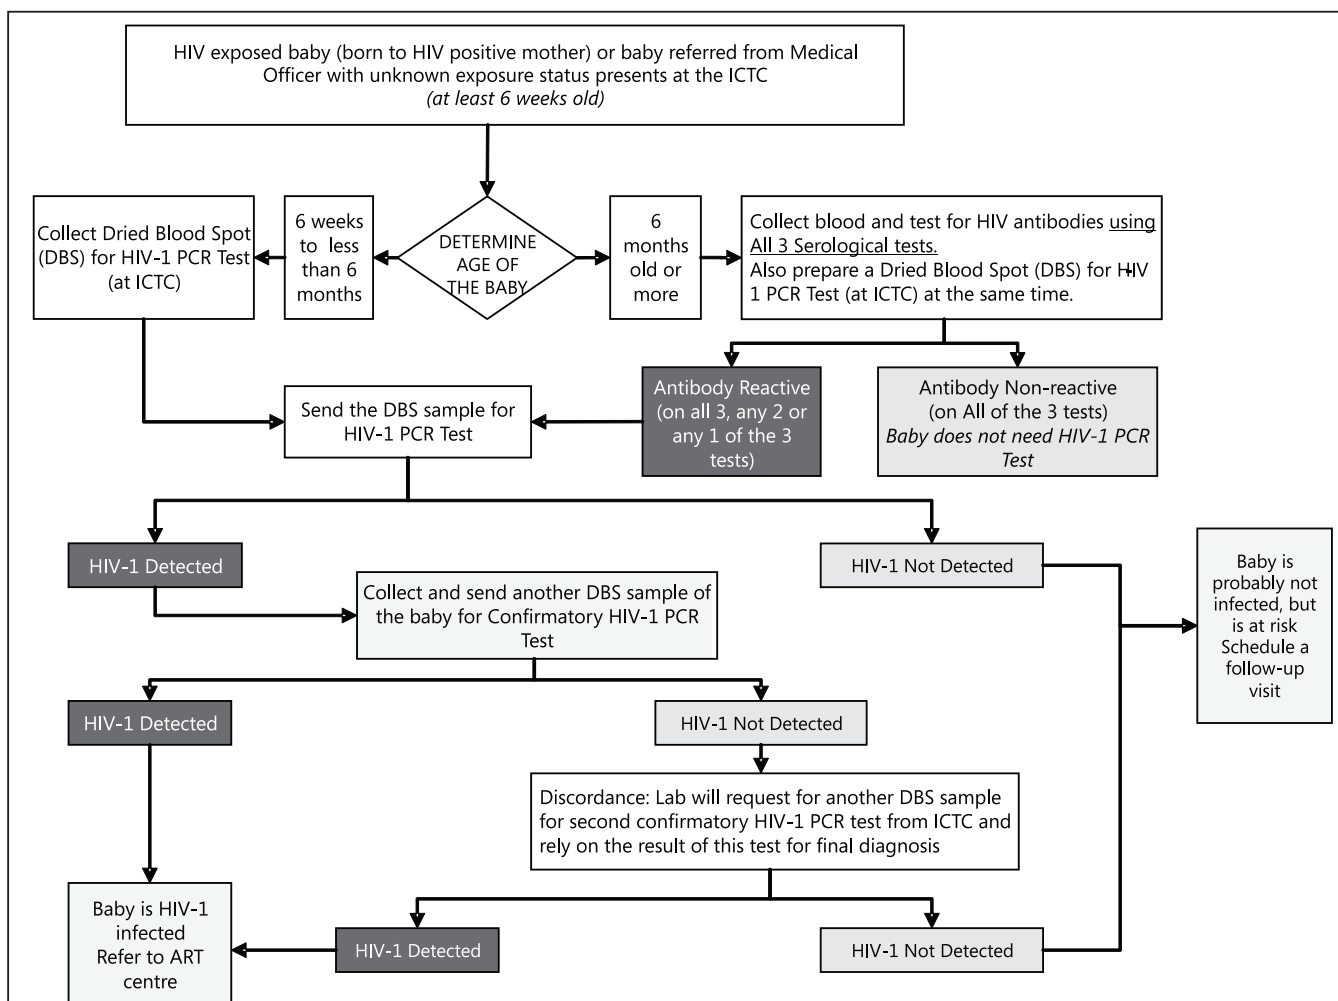 HIV exposed baby (born to HIV positive mother) or baby referred from Medical
Officer with unknown exposure status presents at the ICTC
(at least 6 weeks old)
Collect Dried Blood Spot
(DBS) for HIV-1 PCR Test
(at ICTC)
6 weeks
to less
than 6
months
DETERMINE
AGE OF
THE BABY
6
months
old or
more
Collect blood and test for HIV antibodies using
All 3 Serological tests.
Also prepare a Dried Blood Spot (DBS) for HIV-
1 PCR Test (at ICTC) at the same time.
Send the DBS sample for
HIV-1 PCR Test
Antibody Reactive
(on all 3, any 2 or
any 1 of the 3
tests)
Antibody Non-reactive
(on All of the 3 tests)
Baby does not need HIV-1 PCR
Test
HIV-1 Detected
HIV-1 Not Detected
Baby is
probably not
infected, but
is at risk
Schedule a
follow-up
visit
Collect and send another DBS sample of
the baby for Confirmatory HIV-1 PCR
Test
HIV-1 Detected
HIV-1 Not Detected
Discordance: Lab will request for another DBS sample
for second confirmatory HIV-1 PCR test from ICTC and
rely on the result of this test for final diagnosis
Baby is HIV-1
infected
Refer to ART
centre
HIV-1 Detected
HIV-1 Not Detected